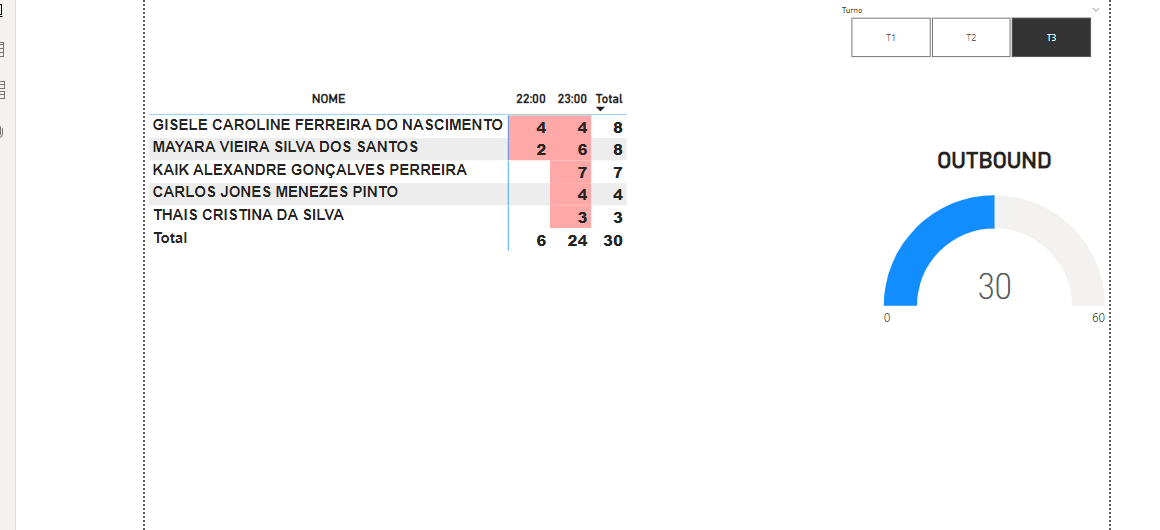 Turno
T1 T2 T3
NOME 22:00 23:00 Total
GISELE CAROLINE FERREIRA DO NASCIMENTO 4 4 8
MAYARA VIEIRA SILVA DOS SANTOS 2 6 8
KAIK ALEXANDRE GONÇALVES PERREIRA 7 7
CARLOS JONES MENEZES PINTO 4 4
THAIS CRISTINA DA SILVA 3 3
Total 6 24 30
OUTBOUND
30
0 60